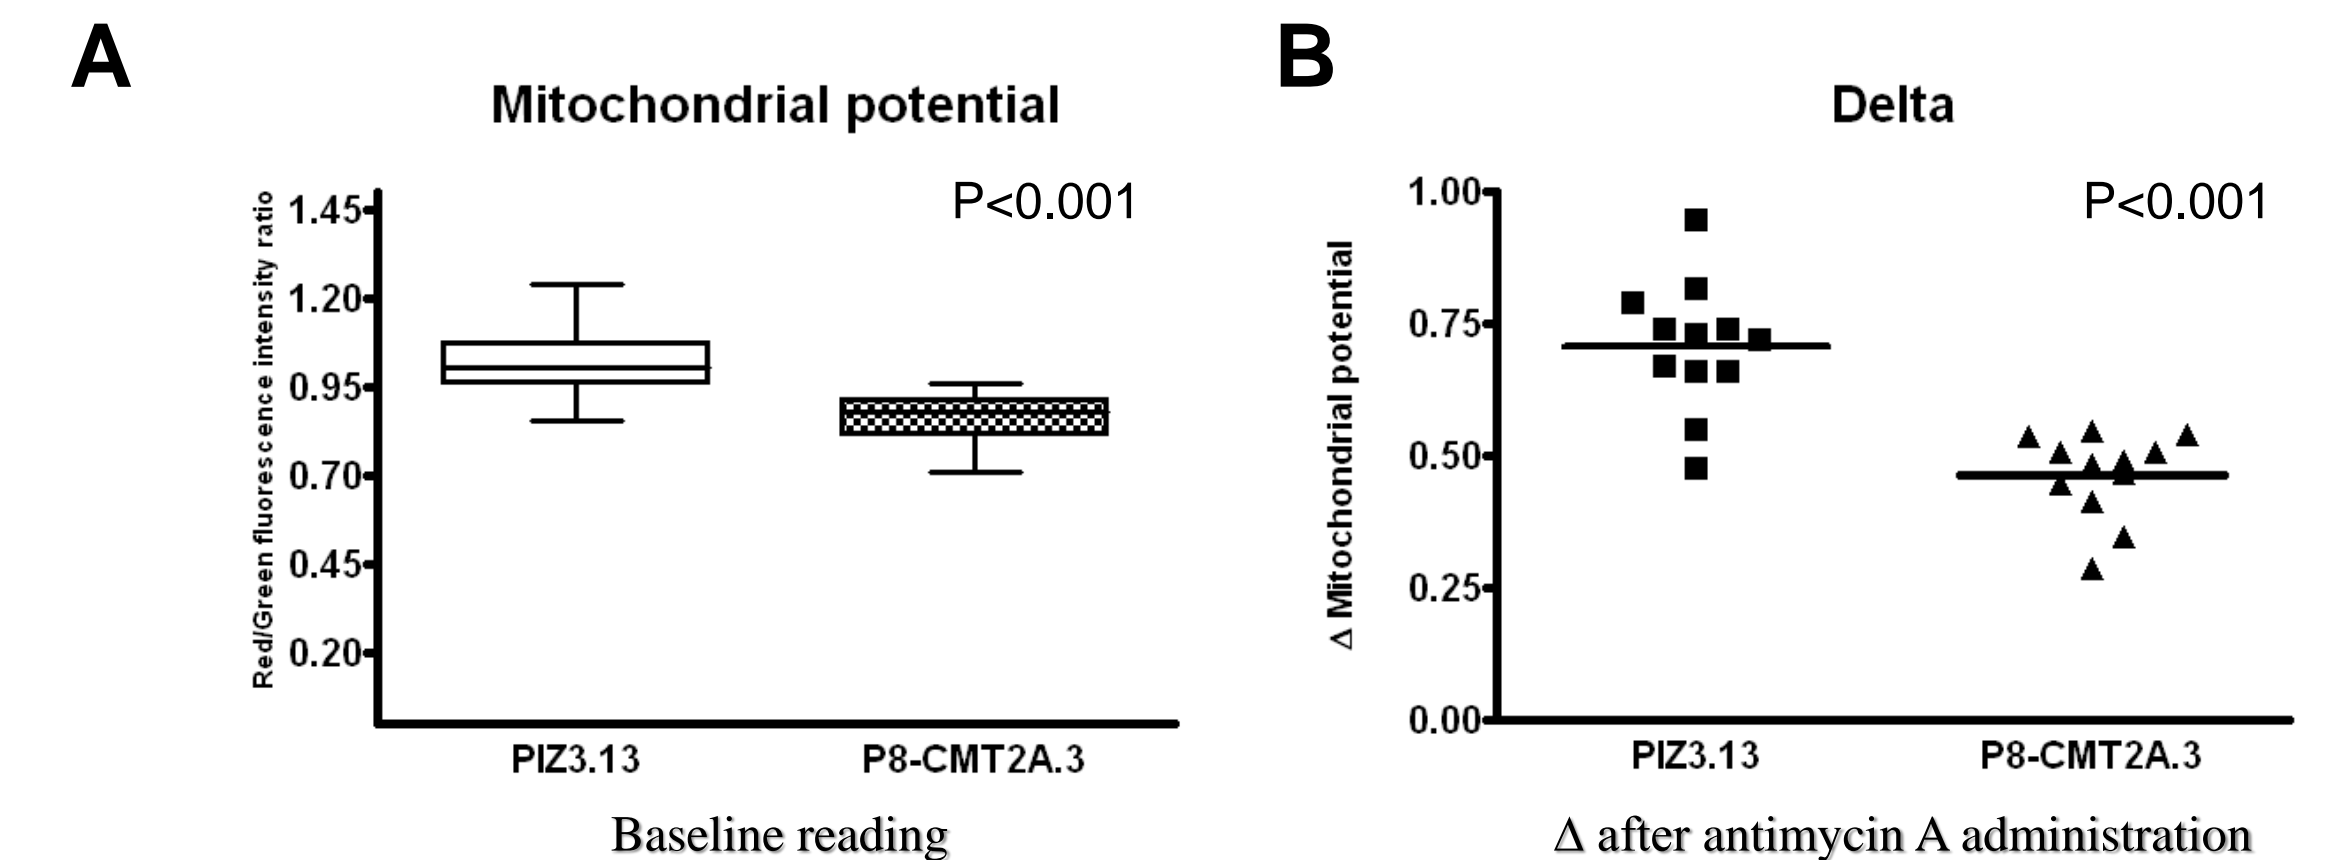 A
Mitochondrial potential
P<0.001
Red/Green fluorescence intensity ratio
1.45
1.20
0.95
0.70
0.45
0.20
PIZ3.13
P8-CMT2A.3
Baseline reading
B
Delta
P<0.001
Δ Mitochondrial potential
1.00
0.75
0.50
0.25
0.00
PIZ3.13
P8-CMT2A.3
Δ after antimycin A administration